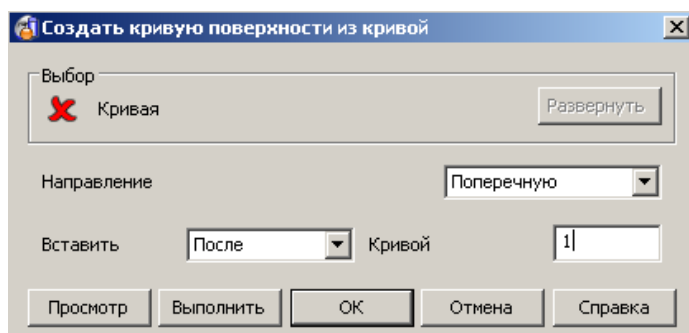 Создать кривую поверхности из кривой
Выбор
Кривая Развернуть
Направление Поперечную
Вставить После Кривой 1
Просмотр Выполнить OK Отмена Справка